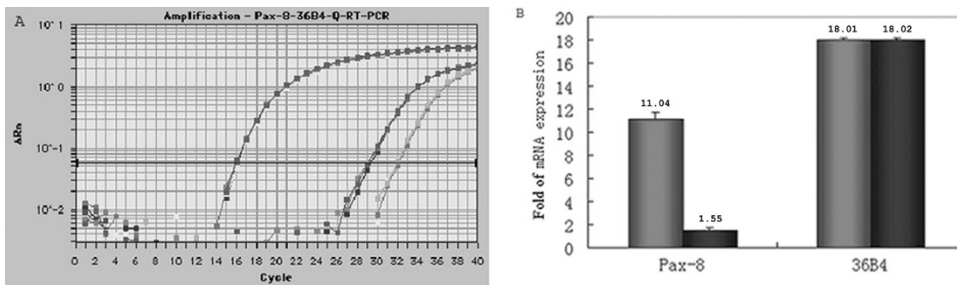 A
Amplification - Pax-8-36B4-Q-RT-PCR
10^1
10^0
10^-1
10^-2
ΔRn
0 2 4 6 8 10 12 14 16 18 20 22 24 26 28 30 32 34 36 38 40
Cycle
B
Fold of mRNA expression
20
18
16
14
12
10
8
6
4
2
0
11.04
1.55
18.01
18.02
Pax-8
36B4